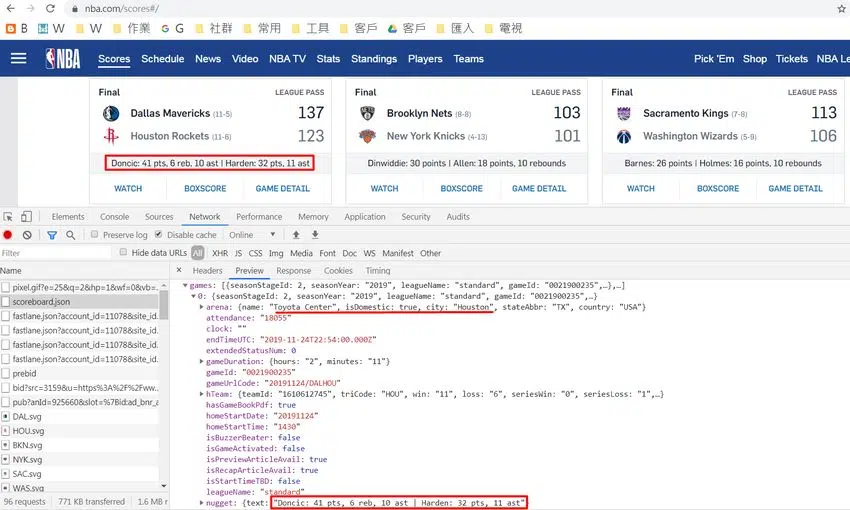 nba.com/scores#/
B W W 作業 G G 社群 常用 工具 客戶 客戶 匯入 電視
NBA Scores Schedule News Video NBA TV Stats Standings Players Teams Pick 'Em Shop Tickets NBA Le
Final LEAGUE PASS Final LEAGUE PASS Final LEAGUE PASS
Dallas Mavericks (11-5) 137 Brooklyn Nets (8-8) 103 Sacramento Kings (7-8) 113
Houston Rockets (11-6) 123 New York Knicks (4-13) 101 Washington Wizards (5-9) 106
Doncic: 41 pts, 6 reb, 10 ast | Harden: 32 pts, 11 ast Dinwiddie: 30 points | Allen: 18 points, 10 rebounds Barnes: 26 points | Holmes: 16 points, 10 rebounds
WATCH BOXSCORE GAME DETAIL WATCH BOXSCORE GAME DETAIL WATCH BOXSCORE GAME DETAIL
Elements Console Sources Network Performance Memory Application Security Audits
Preserve log Disable cache Online
Filter Hide data URLs All XHR JS CSS Img Media Font Doc WS Manifest Other
Name × Headers Preview Response Cookies Timing
pixel.gif?e=25&q=2&hp=1&wf=0&vb=... ▼games: [{seasonStageId: 2, seasonYear: "2019", leagueName: "standard", gameId: "0021900235",…},…]
scoreboard.json ▼0: {seasonStageId: 2, seasonYear: "2019", leagueName: "standard", gameId: "0021900235",…}
fastlane.json?account_id=11078&site_id... ▶arena: {name: "Toyota Center", isDomestic: true, city: "Houston", stateAbbr: "TX", country: "USA"}
fastlane.json?account_id=11078&site_id... attendance: "18055"
fastlane.json?account_id=11078&site_id... clock: ""
fastlane.json?account_id=11078&site_id... endTimeUTC: "2019-11-24T22:54:00.000Z"
extendedStatusNum: 0
prebid ▶gameDuration: {hours: "2", minutes: "11"}
bid?src=3159&u=https%3A%2F%2Fww... gameId: "0021900235"
pub?anId=925660&slot=%7Bid:ad_bnr_a... gameUrlCode: "20191124/DALHOU"
DAL.svg ▶hTeam: {teamId: "1610612745", triCode: "HOU", win: "11", loss: "6", seriesWin: "0", seriesLoss: "1",…}
hasGameBookPdf: true
HOU.svg homeStartDate: "20191124"
BKN.svg homeStartTime: "1430"
isBuzzerBeater: false
NYK.svg isGameActivated: false
isPreviewArticleAvail: true
SAC.svg isRecapArticleAvail: true
WAS.svg isStartTimeTBD: false
leagueName: "standard"
96 requests 771 KB transferred 1.6 MB r ▶nugget: {text: "Doncic: 41 pts, 6 reb, 10 ast | Harden: 32 pts, 11 ast"